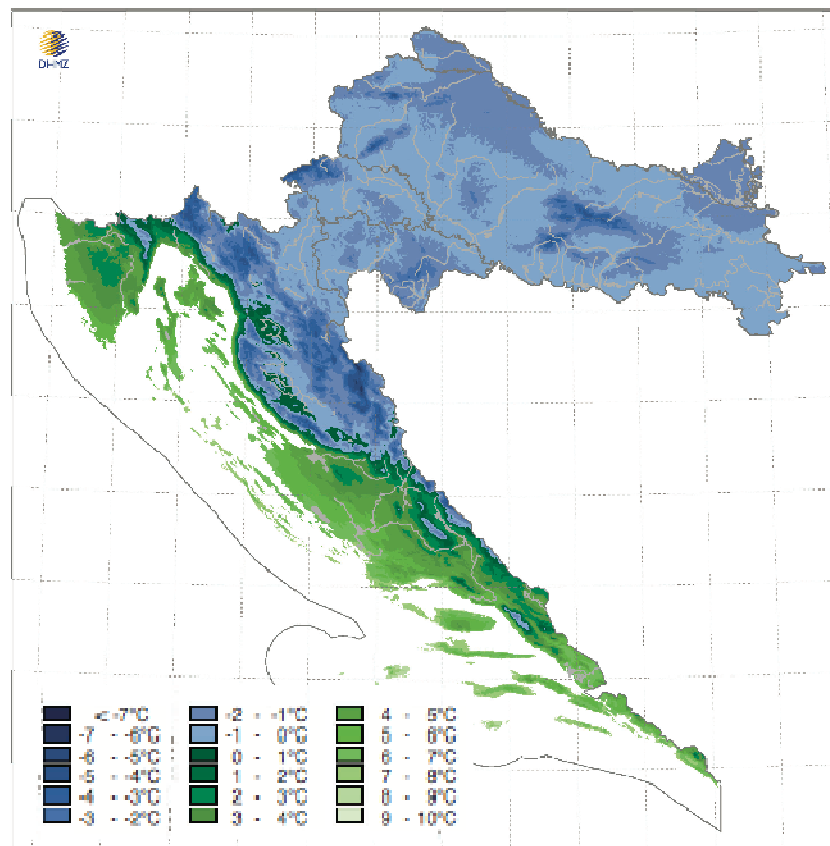 DHMZ
< -7°C
-7 - -6°C
-6 - -5°C
-5 - -4°C
-4 - -3°C
-3 - -2°C
-2 - -1°C
-1 - 0°C
0 - 1°C
1 - 2°C
2 - 3°C
3 - 4°C
4 - 5°C
5 - 6°C
6 - 7°C
7 - 8°C
8 - 9°C
9 - 10°C